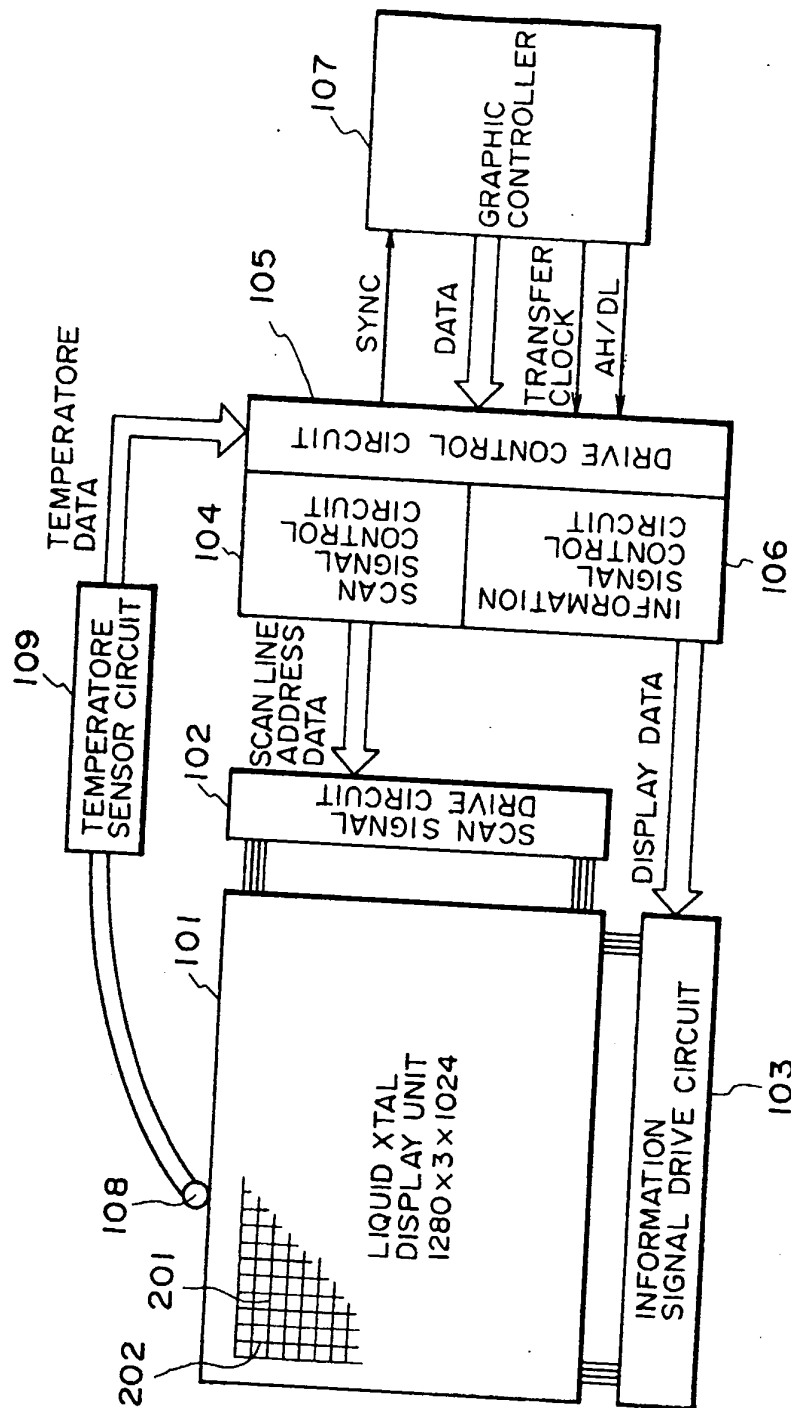 109
TEMPERATORE
SENSOR CIRCUIT
TEMPERATORE
DATA
108
101
102
SCAN LINE
ADDRESS
DATA
104
105
107
201
202
LIQUID XTAL
DISPLAY UNIT
1280×3×1024
SCAN SIGNAL
DRIVE CIRCUIT
SCAN
SIGNAL
CONTROL
CIRCUIT
DRIVE CONTROL CIRCUIT
SYNC
DATA
TRANSFER
CLOCK
AH/DL
GRAPHIC
CONTROLLER
INFORMATION
SIGNAL
CONTROL
CIRCUIT
106
DISPLAY DATA
INFORMATION
SIGNAL DRIVE CIRCUIT
103